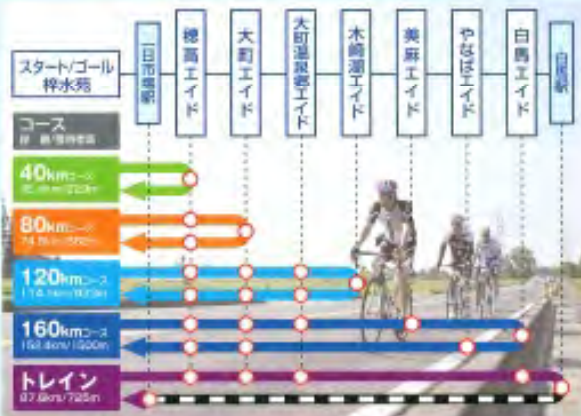 スタート/ゴール
梓水苑
一日市場駅
穂高エイド
大町エイド
大町温泉郷エイド
木崎湖エイド
美麻エイド
やなばエイド
白馬エイド
白馬駅
コース
40kmコース
80kmコース
120kmコース
160kmコース
トレイン